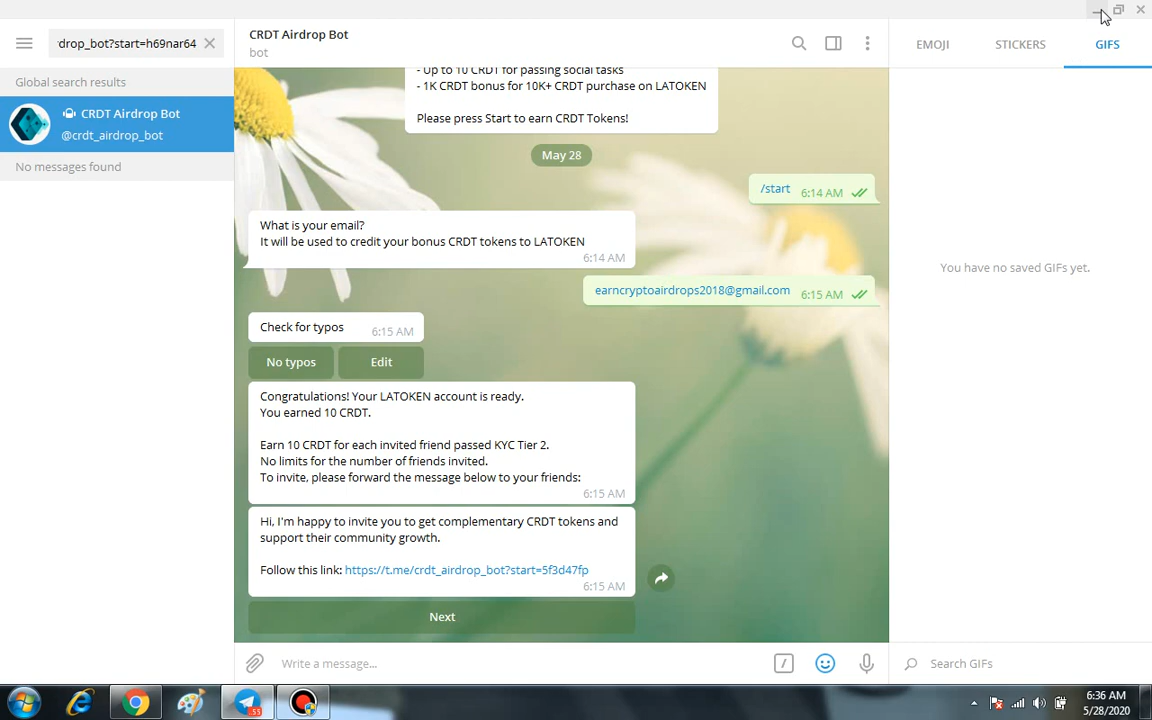 drop_bot?start=h69nar64
Global search results
CRDT Airdrop Bot
@crdt_airdrop_bot
No messages found
CRDT Airdrop Bot
bot
- Up to 10 CRDT for passing social tasks
- 1K CRDT bonus for 10K+ CRDT purchase on LATOKEN
Please press Start to earn CRDT Tokens!
May 28
/start 6:14 AM
What is your email?
It will be used to credit your bonus CRDT tokens to LATOKEN
6:14 AM
earncryptoairdrops2018@gmail.com 6:15 AM
Check for typos 6:15 AM
No typos Edit
Congratulations! Your LATOKEN account is ready.
You earned 10 CRDT.
Earn 10 CRDT for each invited friend passed KYC Tier 2.
No limits for the number of friends invited.
To invite, please forward the message below to your friends:
6:15 AM
Hi, I'm happy to invite you to get complementary CRDT tokens and
support their community growth.
Follow this link: https://t.me/crdt_airdrop_bot?start=5f3d47fp
6:15 AM
Next
Write a message...
EMOJI STICKERS GIFS
You have no saved GIFs yet.
Search GIFs
55
6:36 AM
5/28/2020